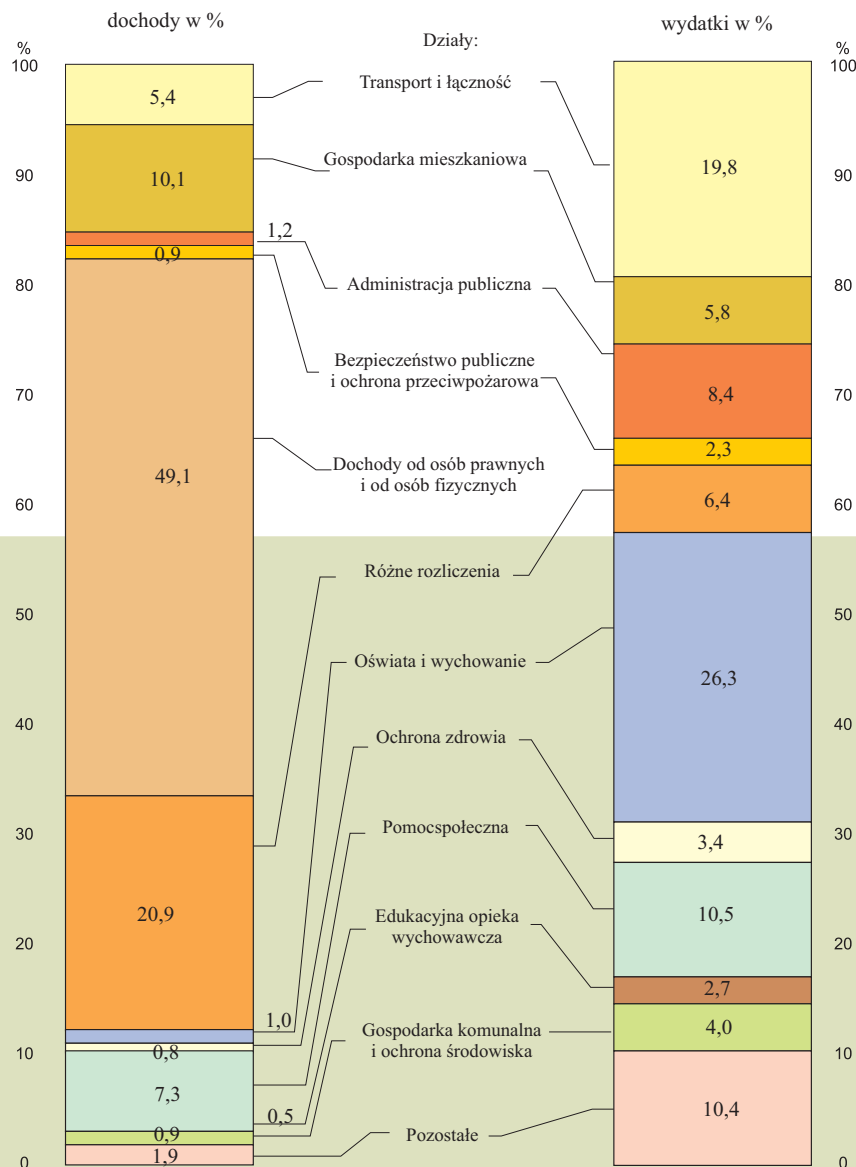 dochody w %
Działy:
wydatki w %
%
%
100
100
90
90
80
80
70
70
60
60
50
50
40
40
30
30
20
20
10
10
0
0
5,4
10,1
1,2
0,9
49,1
20,9
1,0
0,8
7,3
0,5
0,9
1,9
Transport i łączność
Gospodarka mieszkaniowa
Administracja publiczna
Bezpieczeństwo publiczne
i ochrona przeciwpożarowa
Dochody od osób prawnych
i od osób fizycznych
Różne rozliczenia
Oświata i wychowanie
Ochrona zdrowia
Pomocspołeczna
Edukacyjna opieka
wychowawcza
Gospodarka komunalna
i ochrona środowiska
Pozostałe
19,8
5,8
8,4
2,3
6,4
26,3
3,4
10,5
2,7
4,0
10,4